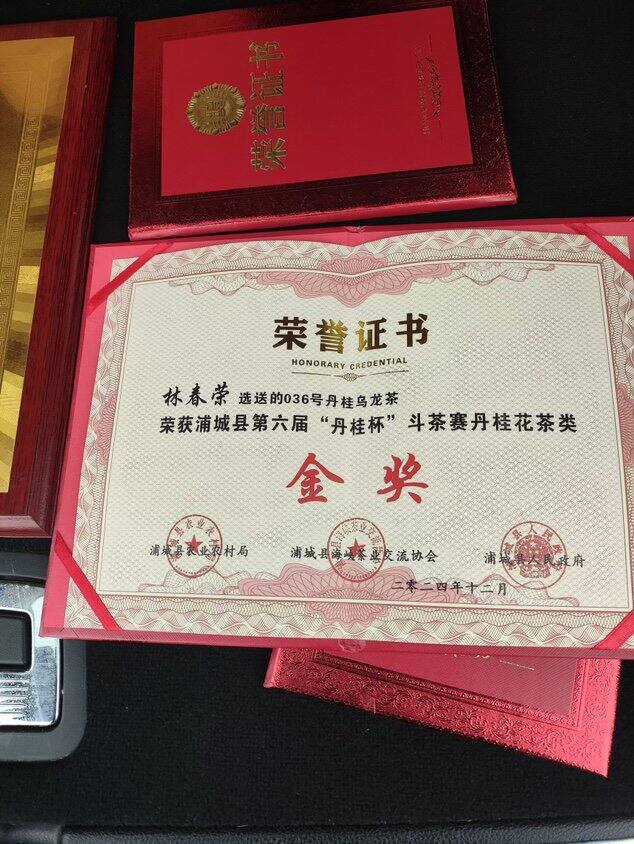 荣誉证书
荣誉证书
HONORARY CREDENTIAL
林春荣 选送的036号丹桂乌龙茶
荣获浦城县第六届“丹桂杯”斗茶赛丹桂花茶类
金奖
浦城县农业农村局 浦城县海峡茶业交流协会 浦城县人民政府
二零二四年十二月